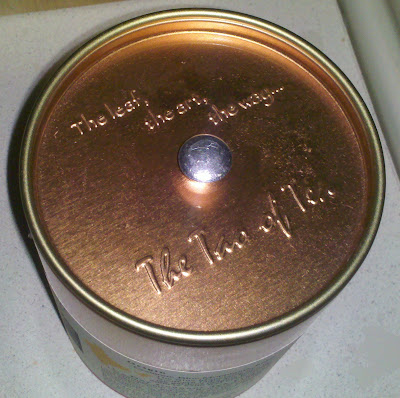 The leaf,
the art,
the way...
The Tao of Tea